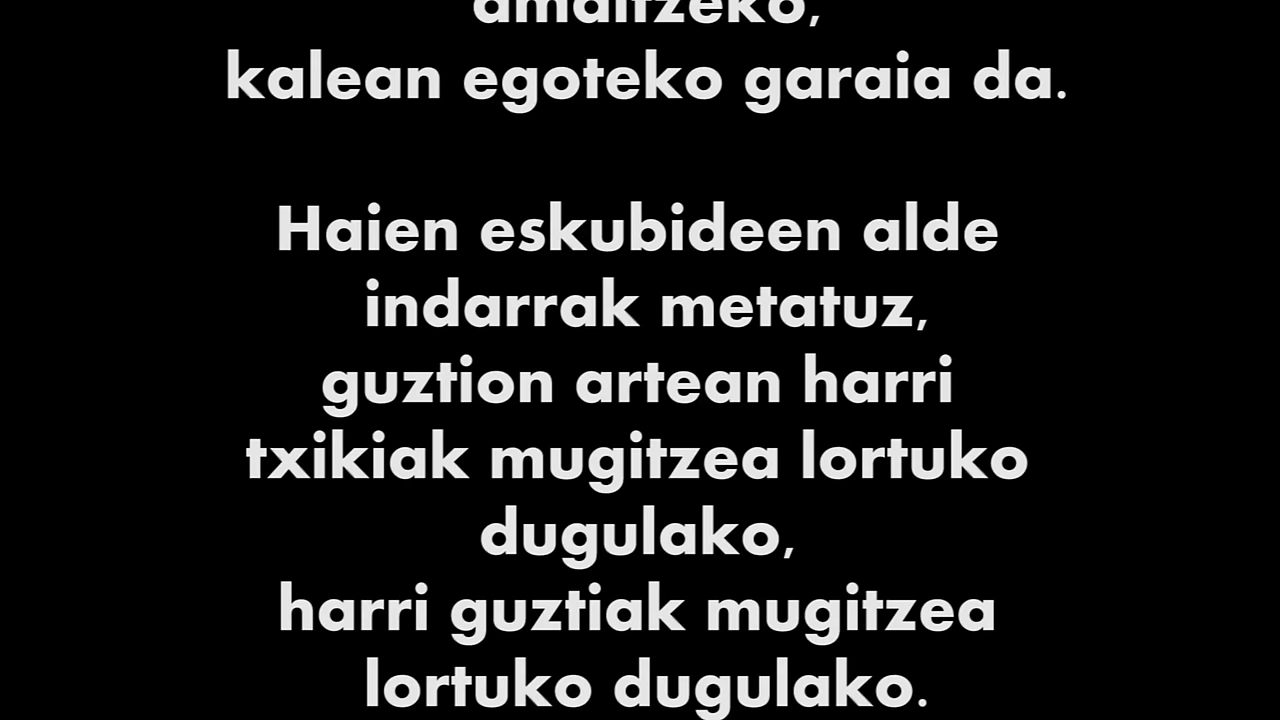 amaitzeko,
kalean egoteko garaia da.
Haien eskubideen alde
indarrak metatuz,
guztion artean harri
txikiak mugitzea lortuko
dugulako,
harri guztiak mugitzea
lortuko dugulako.